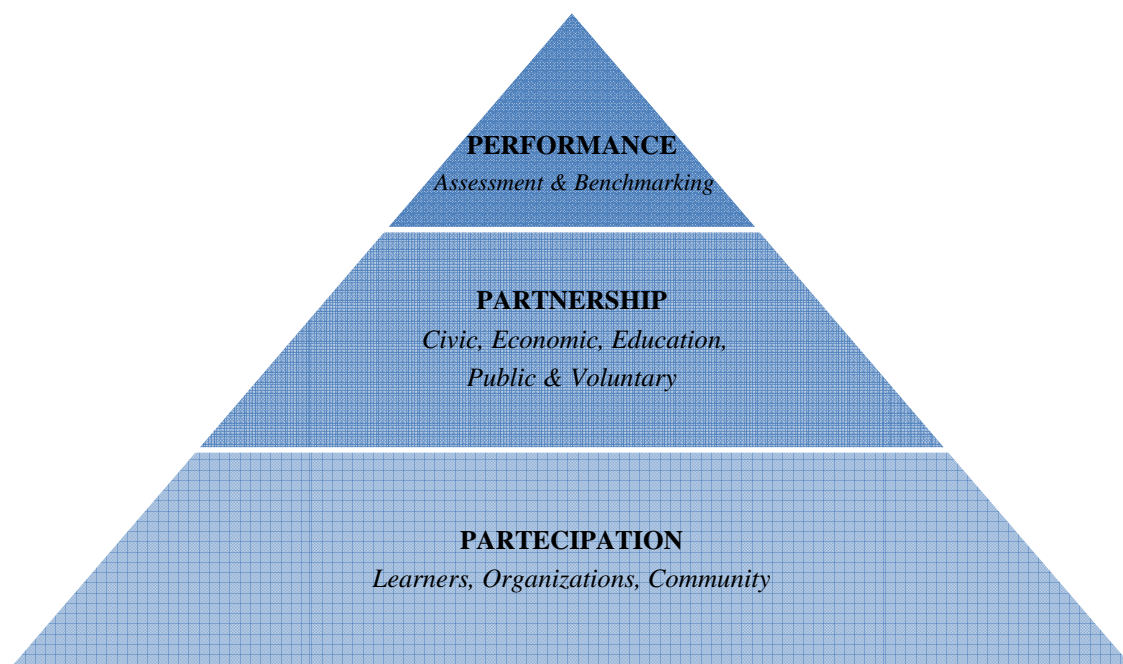 PERFORMANCE
Assessment & Benchmarking
PARTNERSHIP
Civic, Economic, Education,
Public & Voluntary
PARTECIPATION
Learners, Organizations, Community